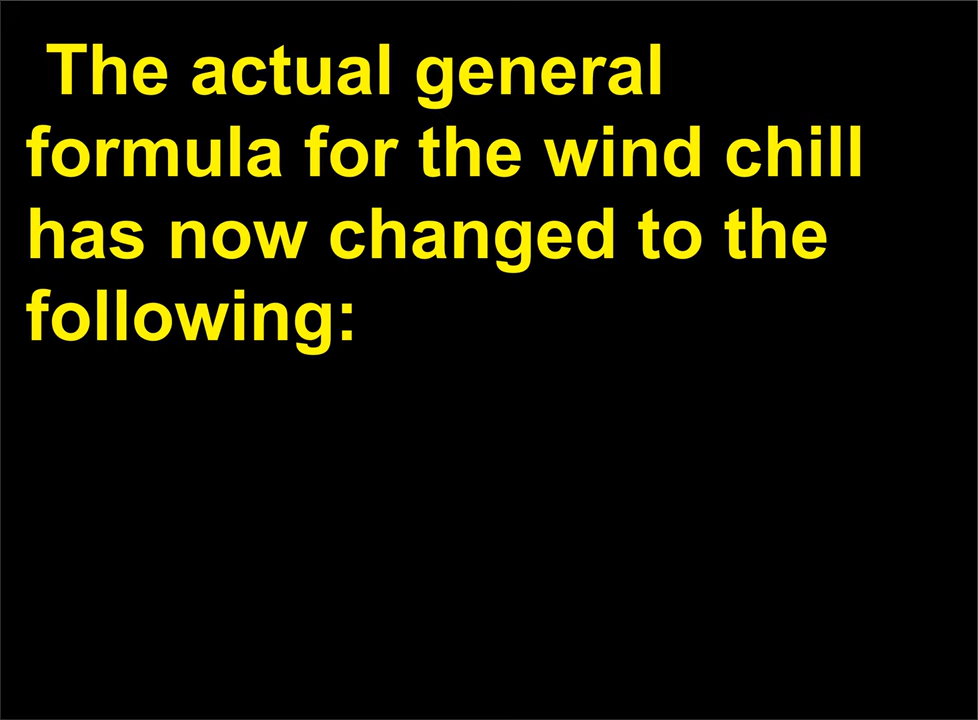 The actual general
formula for the wind chill
has now changed to the
following: